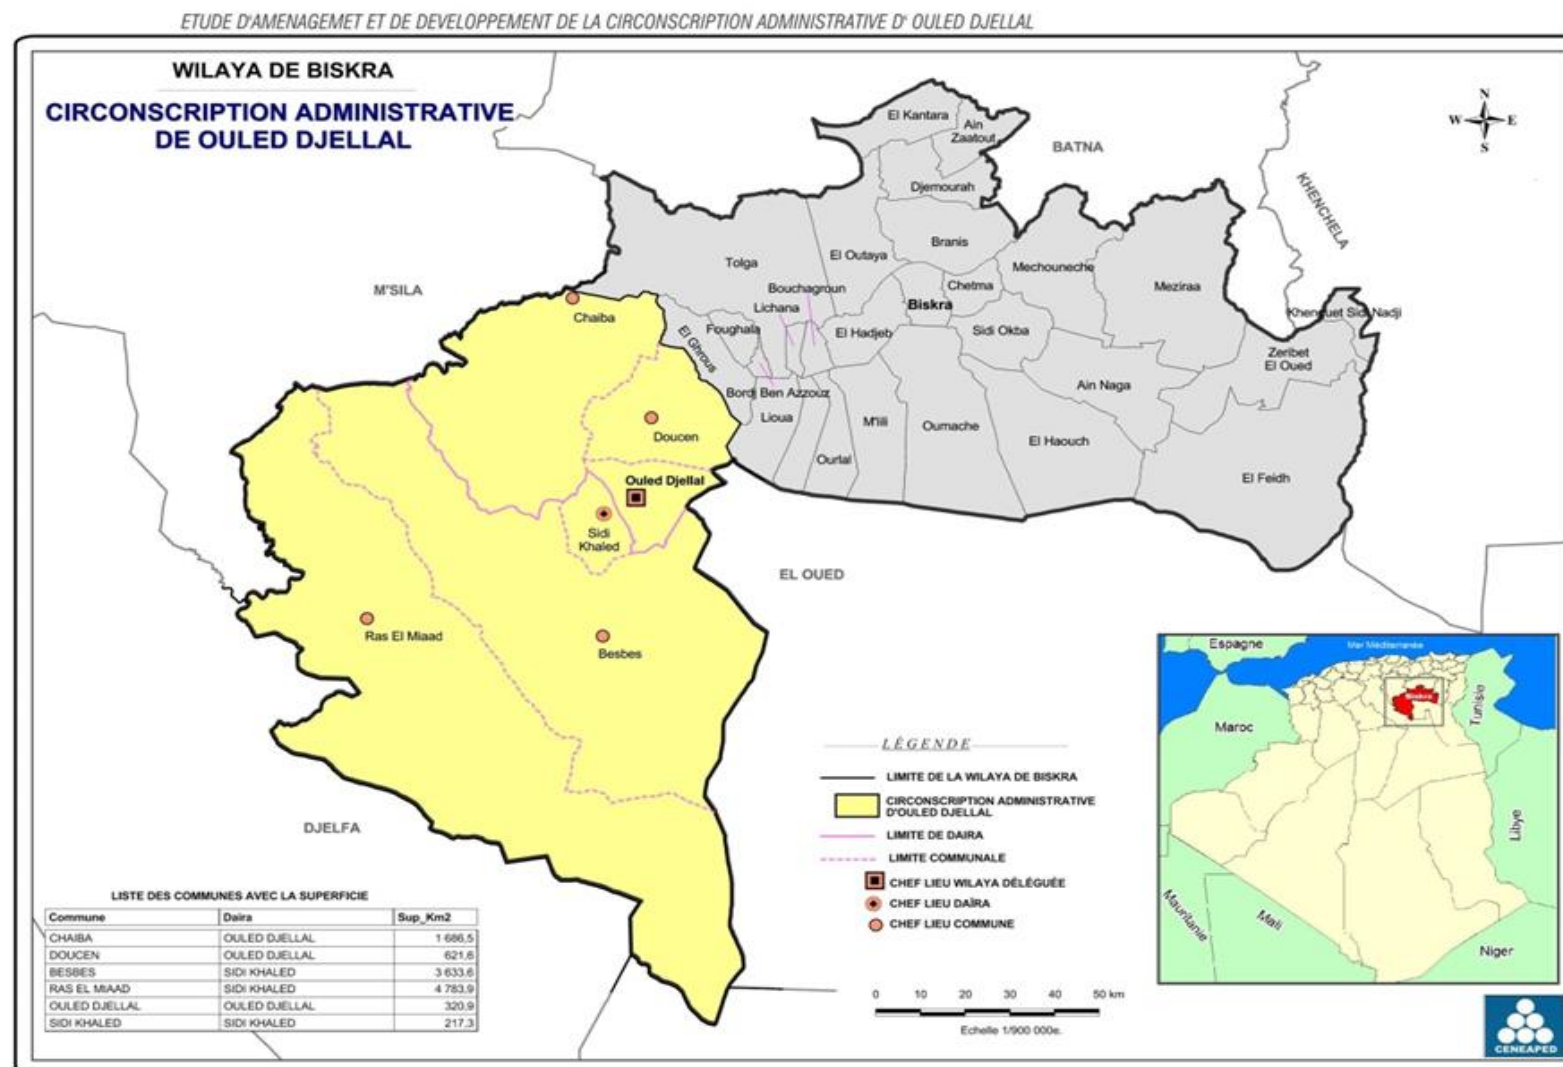 ETUDE D'AMENAGEMET ET DE DEVELOPPEMENT DE LA CIRCONSCRIPTION ADMINISTRATIVE D' OULED DJELLAL
WILAYA DE BISKRA
CIRCONSCRIPTION ADMINISTRATIVE
DE OULED DJELLAL
N
W E
S
El Kantara
Ain
Zaatout
BATNA
KHENCHELA
Djemourah
Branis
El Outaya
Tolga
Mechouneche
Meziraa
M'SILA
Bouchagroun
Chetma
Lichana
Biskra
Khenguet Sidi Nadji
Chaiba
Foughala
El Hadjeb
Sidi Okba
El Ghrous
Zeribet
El Oued
Ain Naga
Bordj Ben Azzouz
Lioua
M'lili
Oumache
Doucen
El Haouch
Ourlal
El Feidh
Ouled Djellal
Sidi
Khaled
EL OUED
Ras El Miaad
Besbes
DJELFA
Espagne
Mer Méditerranée
Biskra
Tunisie
Maroc
Libye
Mauritanie
Mali
Niger
LÉGENDE
LIMITE DE LA WILAYA DE BISKRA
CIRCONSCRIPTION ADMINISTRATIVE
D'OULED DJELLAL
LIMITE DE DAIRA
LIMITE COMMUNALE
CHEF LIEU WILAYA DÉLÉGUÉE
CHEF LIEU DAÏRA
CHEF LIEU COMMUNE
LISTE DES COMMUNES AVEC LA SUPERFICIE
Commune Daira Sup_Km2
CHAIBA OULED DJELLAL 1 686,5
DOUCEN OULED DJELLAL 621,6
BESBES SIDI KHALED 3 633,6
RAS EL MIAAD SIDI KHALED 4 783,9
OULED DJELLAL OULED DJELLAL 320,9
SIDI KHALED SIDI KHALED 217,3
0 10 20 30 40 50 km
Echelle 1/900 000e.
CENEAPED